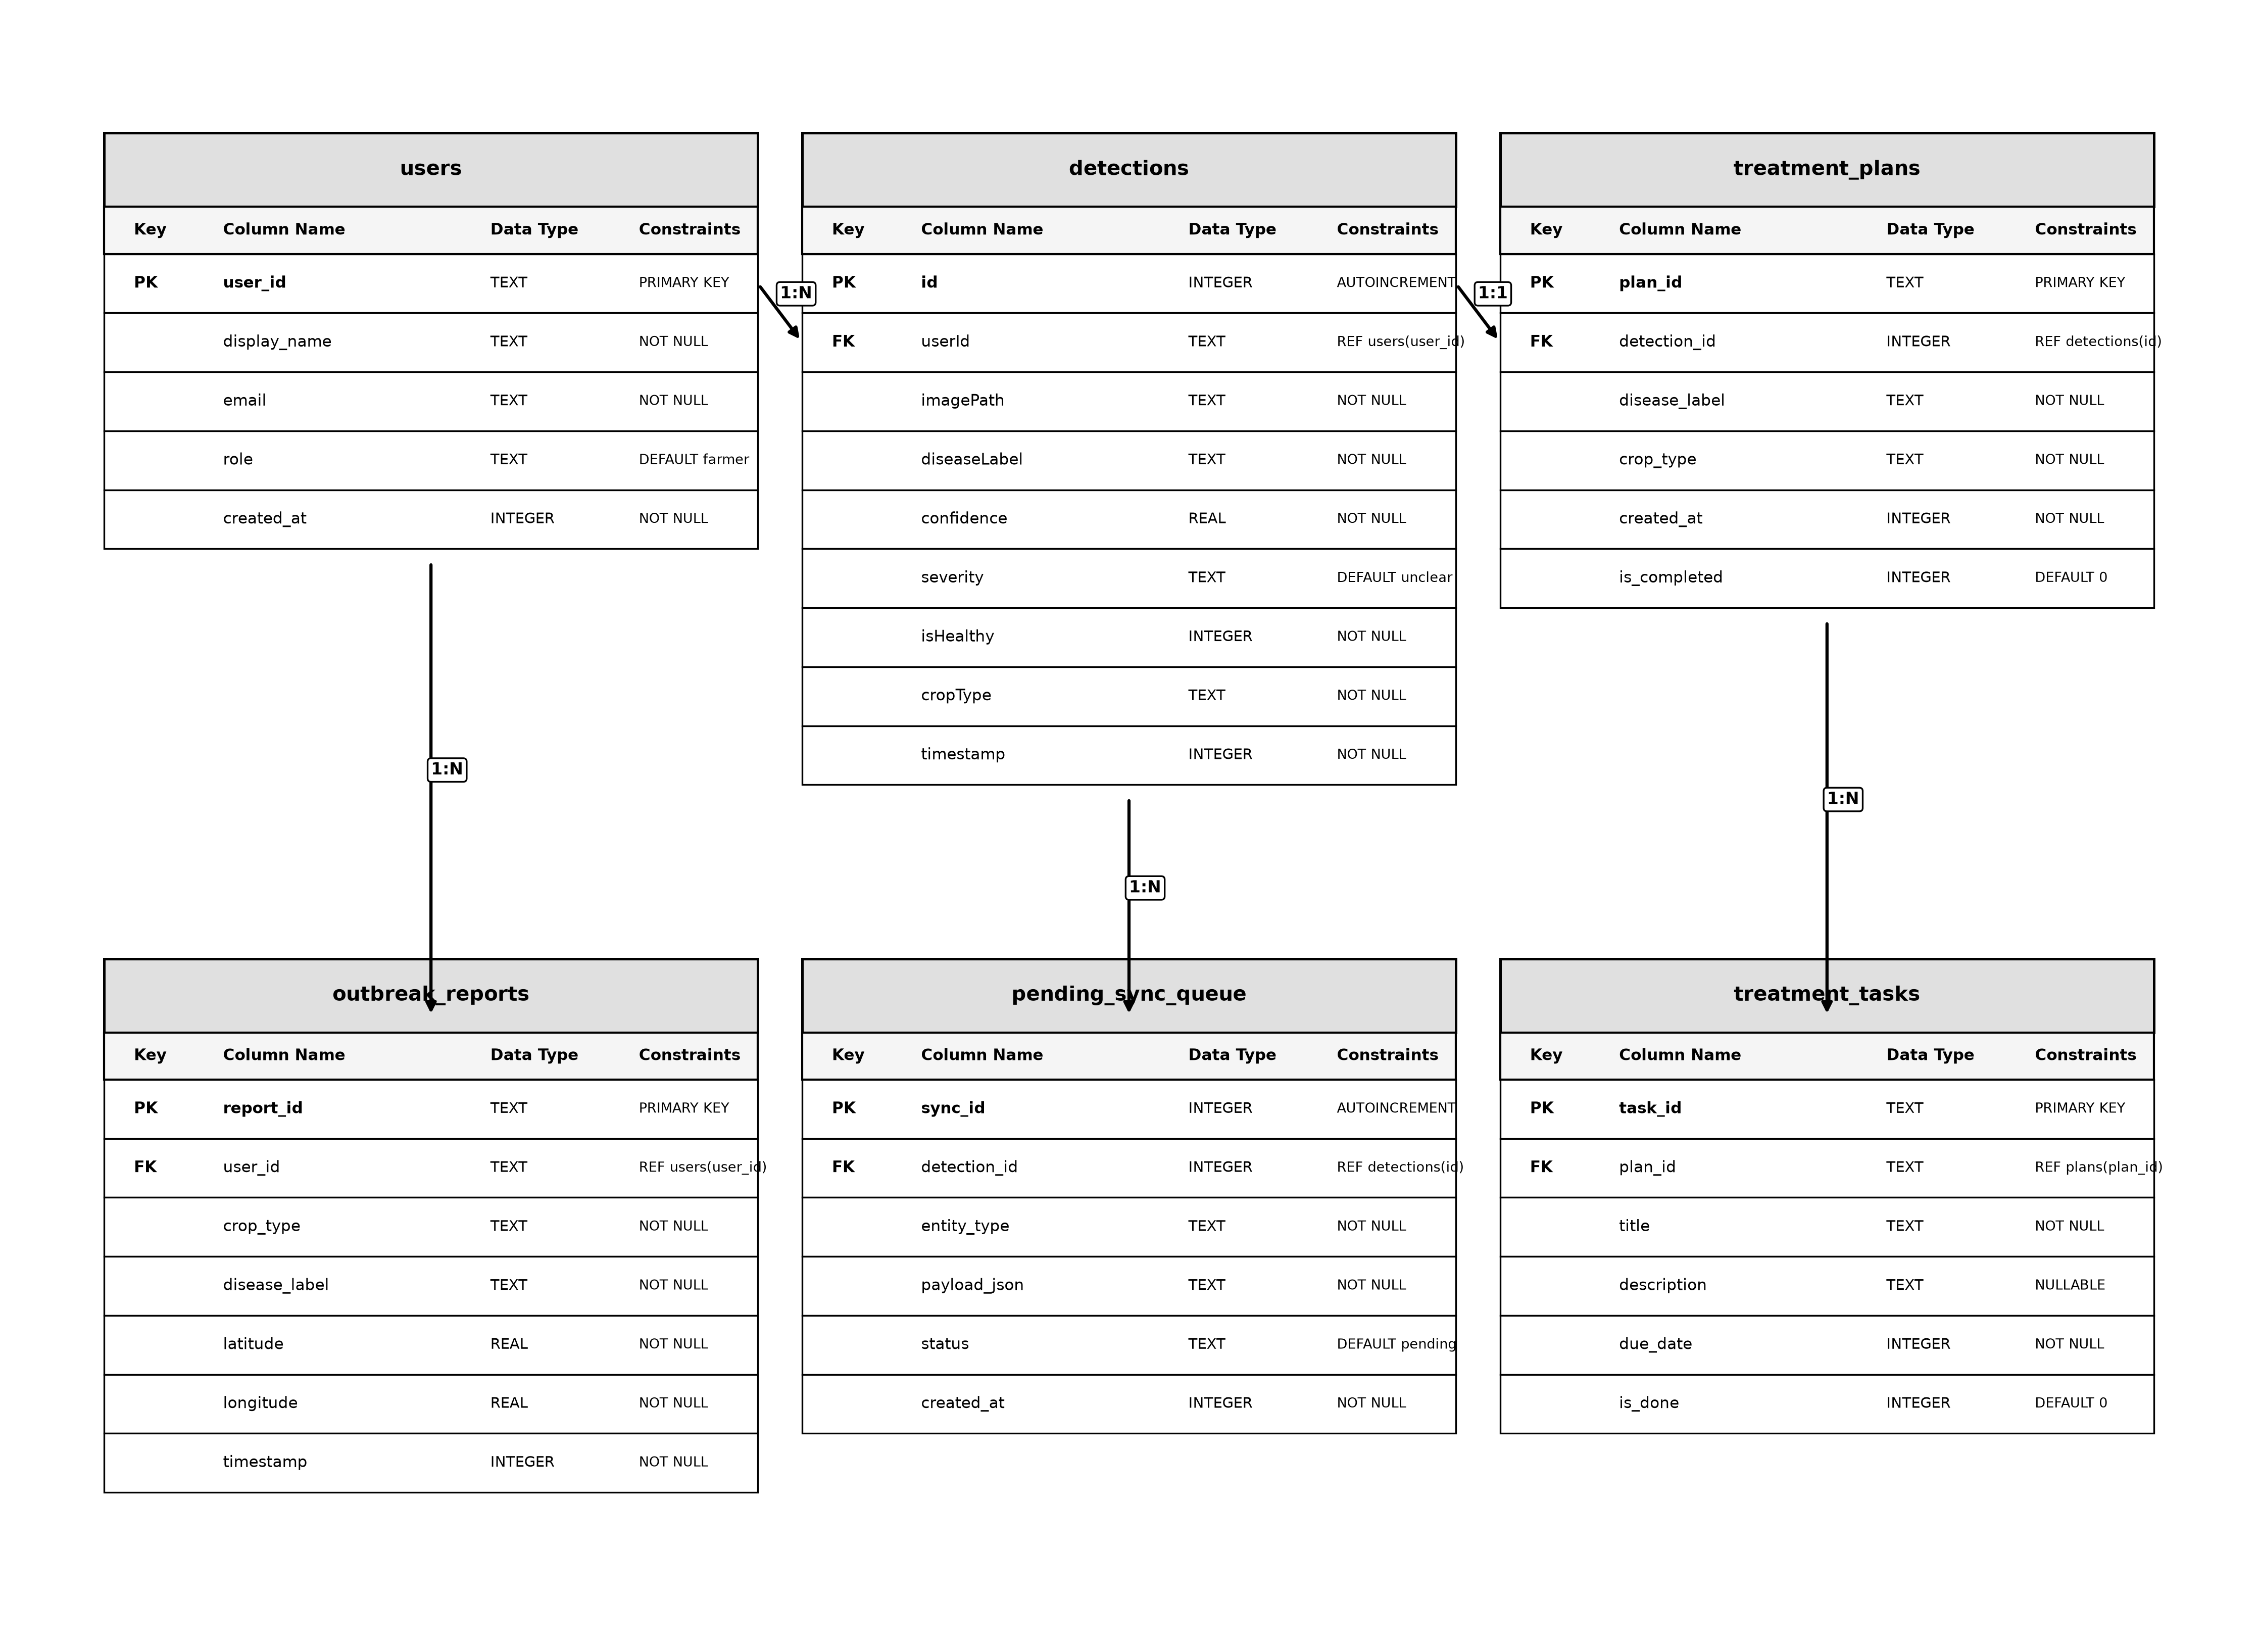 users
Key Column Name Data Type Constraints
PK user_id TEXT PRIMARY KEY
display_name TEXT NOT NULL
email TEXT NOT NULL
role TEXT DEFAULT farmer
created_at INTEGER NOT NULL
1:N
detections
Key Column Name Data Type Constraints
PK id INTEGER AUTOINCREMENT
FK userId TEXT REF users(user_id)
imagePath TEXT NOT NULL
diseaseLabel TEXT NOT NULL
confidence REAL NOT NULL
severity TEXT DEFAULT unclear
isHealthy INTEGER NOT NULL
cropType TEXT NOT NULL
timestamp INTEGER NOT NULL
1:1
treatment_plans
Key Column Name Data Type Constraints
PK plan_id TEXT PRIMARY KEY
FK detection_id INTEGER REF detections(id)
disease_label TEXT NOT NULL
crop_type TEXT NOT NULL
created_at INTEGER NOT NULL
is_completed INTEGER DEFAULT 0
1:N
1:N
1:N
outbreak_reports
Key Column Name Data Type Constraints
PK report_id TEXT PRIMARY KEY
FK user_id TEXT REF users(user_id)
crop_type TEXT NOT NULL
disease_label TEXT NOT NULL
latitude REAL NOT NULL
longitude REAL NOT NULL
timestamp INTEGER NOT NULL
pending_sync_queue
Key Column Name Data Type Constraints
PK sync_id INTEGER AUTOINCREMENT
FK detection_id INTEGER REF detections(id)
entity_type TEXT NOT NULL
payload_json TEXT NOT NULL
status TEXT DEFAULT pending
created_at INTEGER NOT NULL
treatment_tasks
Key Column Name Data Type Constraints
PK task_id TEXT PRIMARY KEY
FK plan_id TEXT REF plans(plan_id)
title TEXT NOT NULL
description TEXT NULLABLE
due_date INTEGER NOT NULL
is_done INTEGER DEFAULT 0